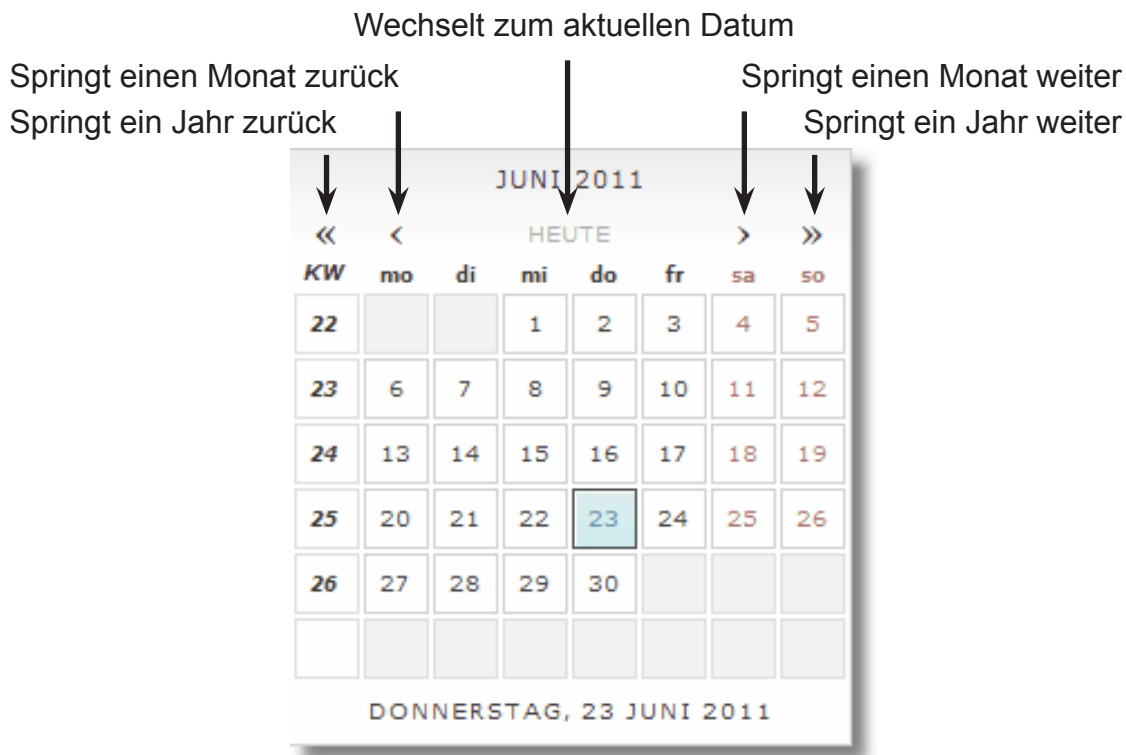 Wechselt zum aktuellen Datum
Springt einen Monat zurück Springt einen Monat weiter
Springt ein Jahr zurück Springt ein Jahr weiter
JUNI 2011
« ‹ HEUTE › »
KW mo di mi do fr sa so
22 1 2 3 4 5
23 6 7 8 9 10 11 12
24 13 14 15 16 17 18 19
25 20 21 22 23 24 25 26
26 27 28 29 30
DONNERSTAG, 23 JUNI 2011